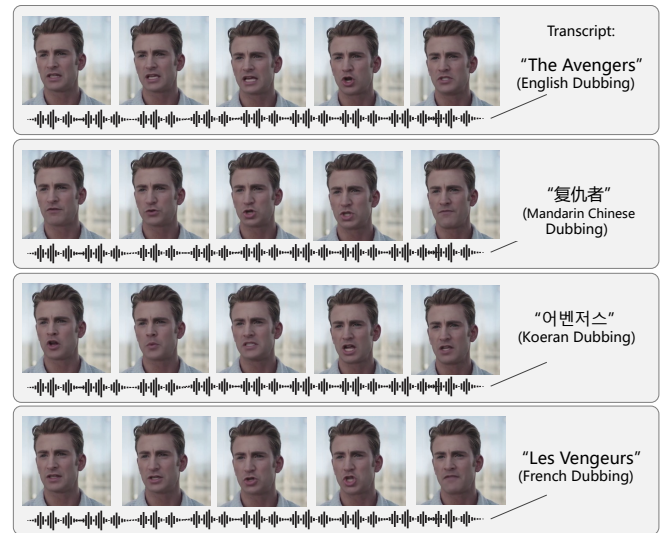 Transcript:
“The Avengers”
(English Dubbing)
“复仇者”
(Mandarin Chinese
Dubbing)
“어벤저스”
(Koeran Dubbing)
“Les Vengeurs”
(French Dubbing)